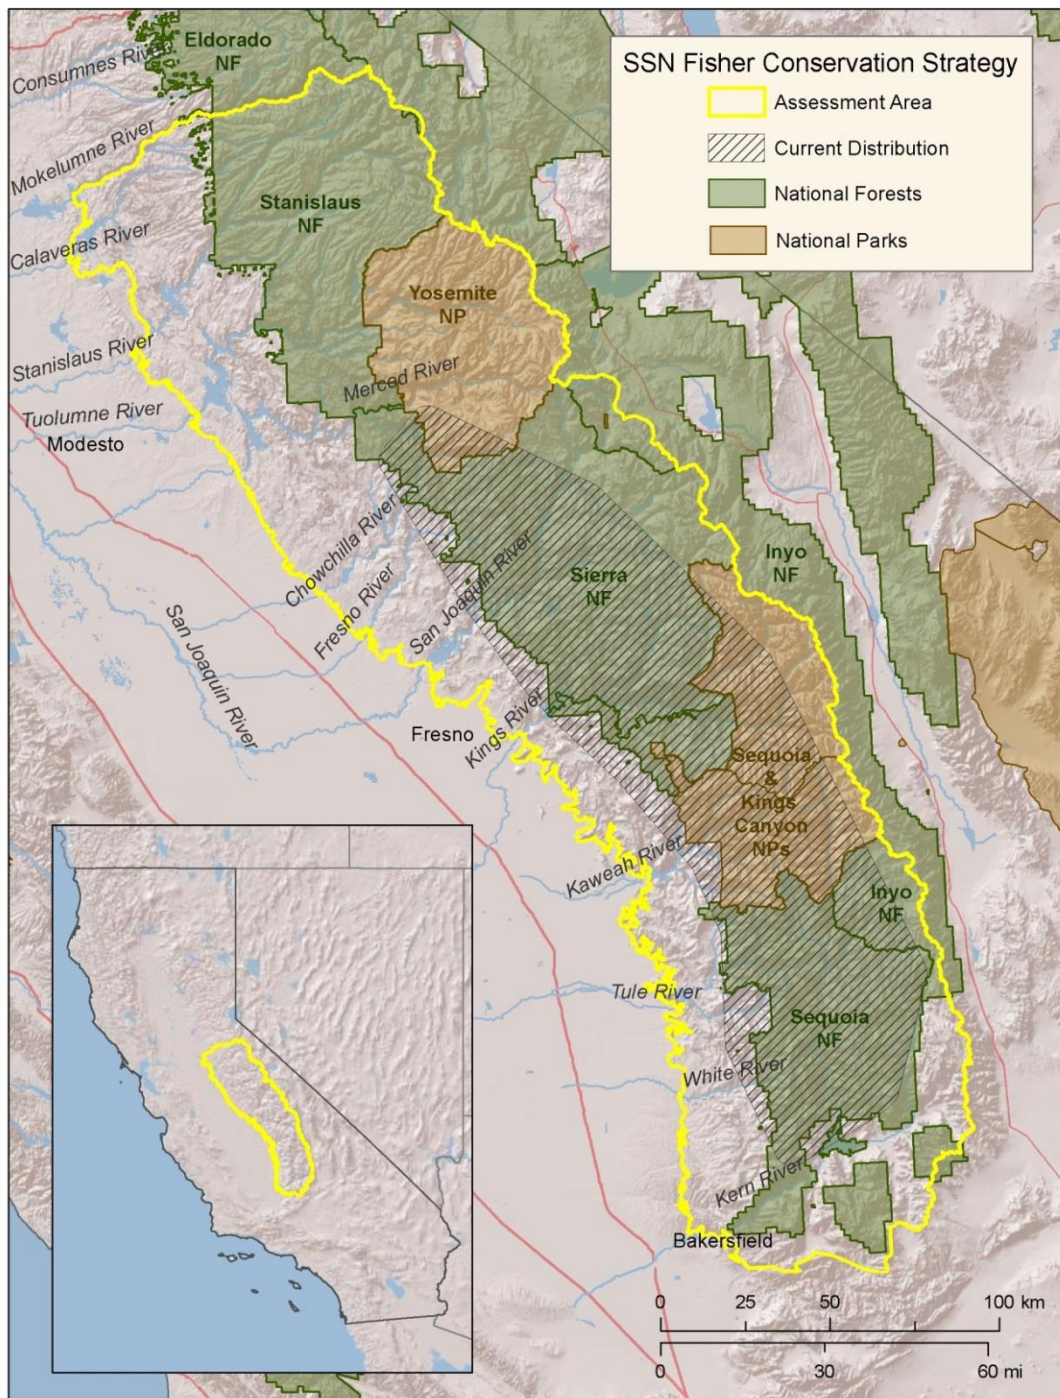 Eldorado
NF
Consumnes River
SSN Fisher Conservation Strategy
Assessment Area
Current Distribution
National Forests
National Parks
Mokelumne River
Stanislaus
NF
Calaveras River
Yosemite
NP
Stanislaus River
Merced River
Tuolumne River
Modesto
Chowchilla River
Fresno River
San Joaquin River
Sierra
NF
Inyo
NF
San Joaquin River
Fresno
Kings River
Sequoia
&
Kings
Canyon
NPs
Kaweah River
Inyo
NF
Tule River
Sequoia
NF
White River
Kern River
Bakersfield
0 25 50 100 km
0 30 60 mi